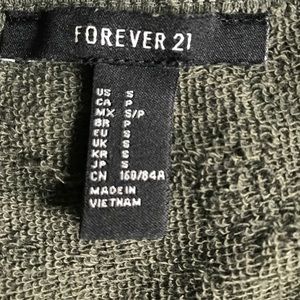 FOREVER 21
US S
CA P
MX S/P
BR P
EU S
UK S
KR S
JP S
CN 160/84A
MADE IN
VIETNAM